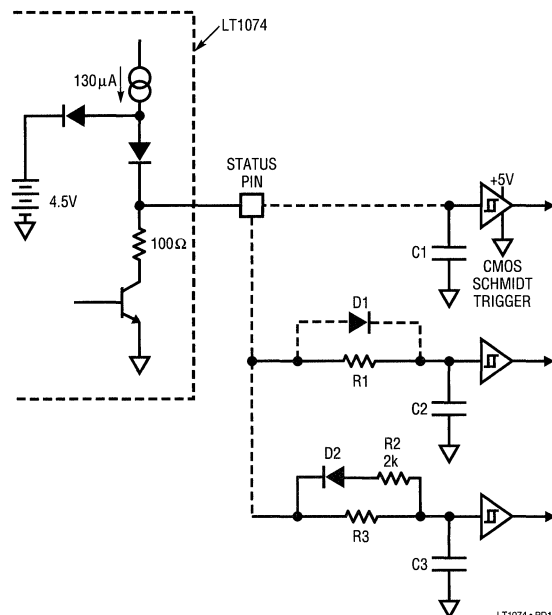 LT1074
130μA
4.5V
100Ω
STATUS
PIN
+5V
C1
CMOS
SCHMIDT
TRIGGER
D1
R1
C2
D2
R2
2k
R3
C3
LT1074 • PD1